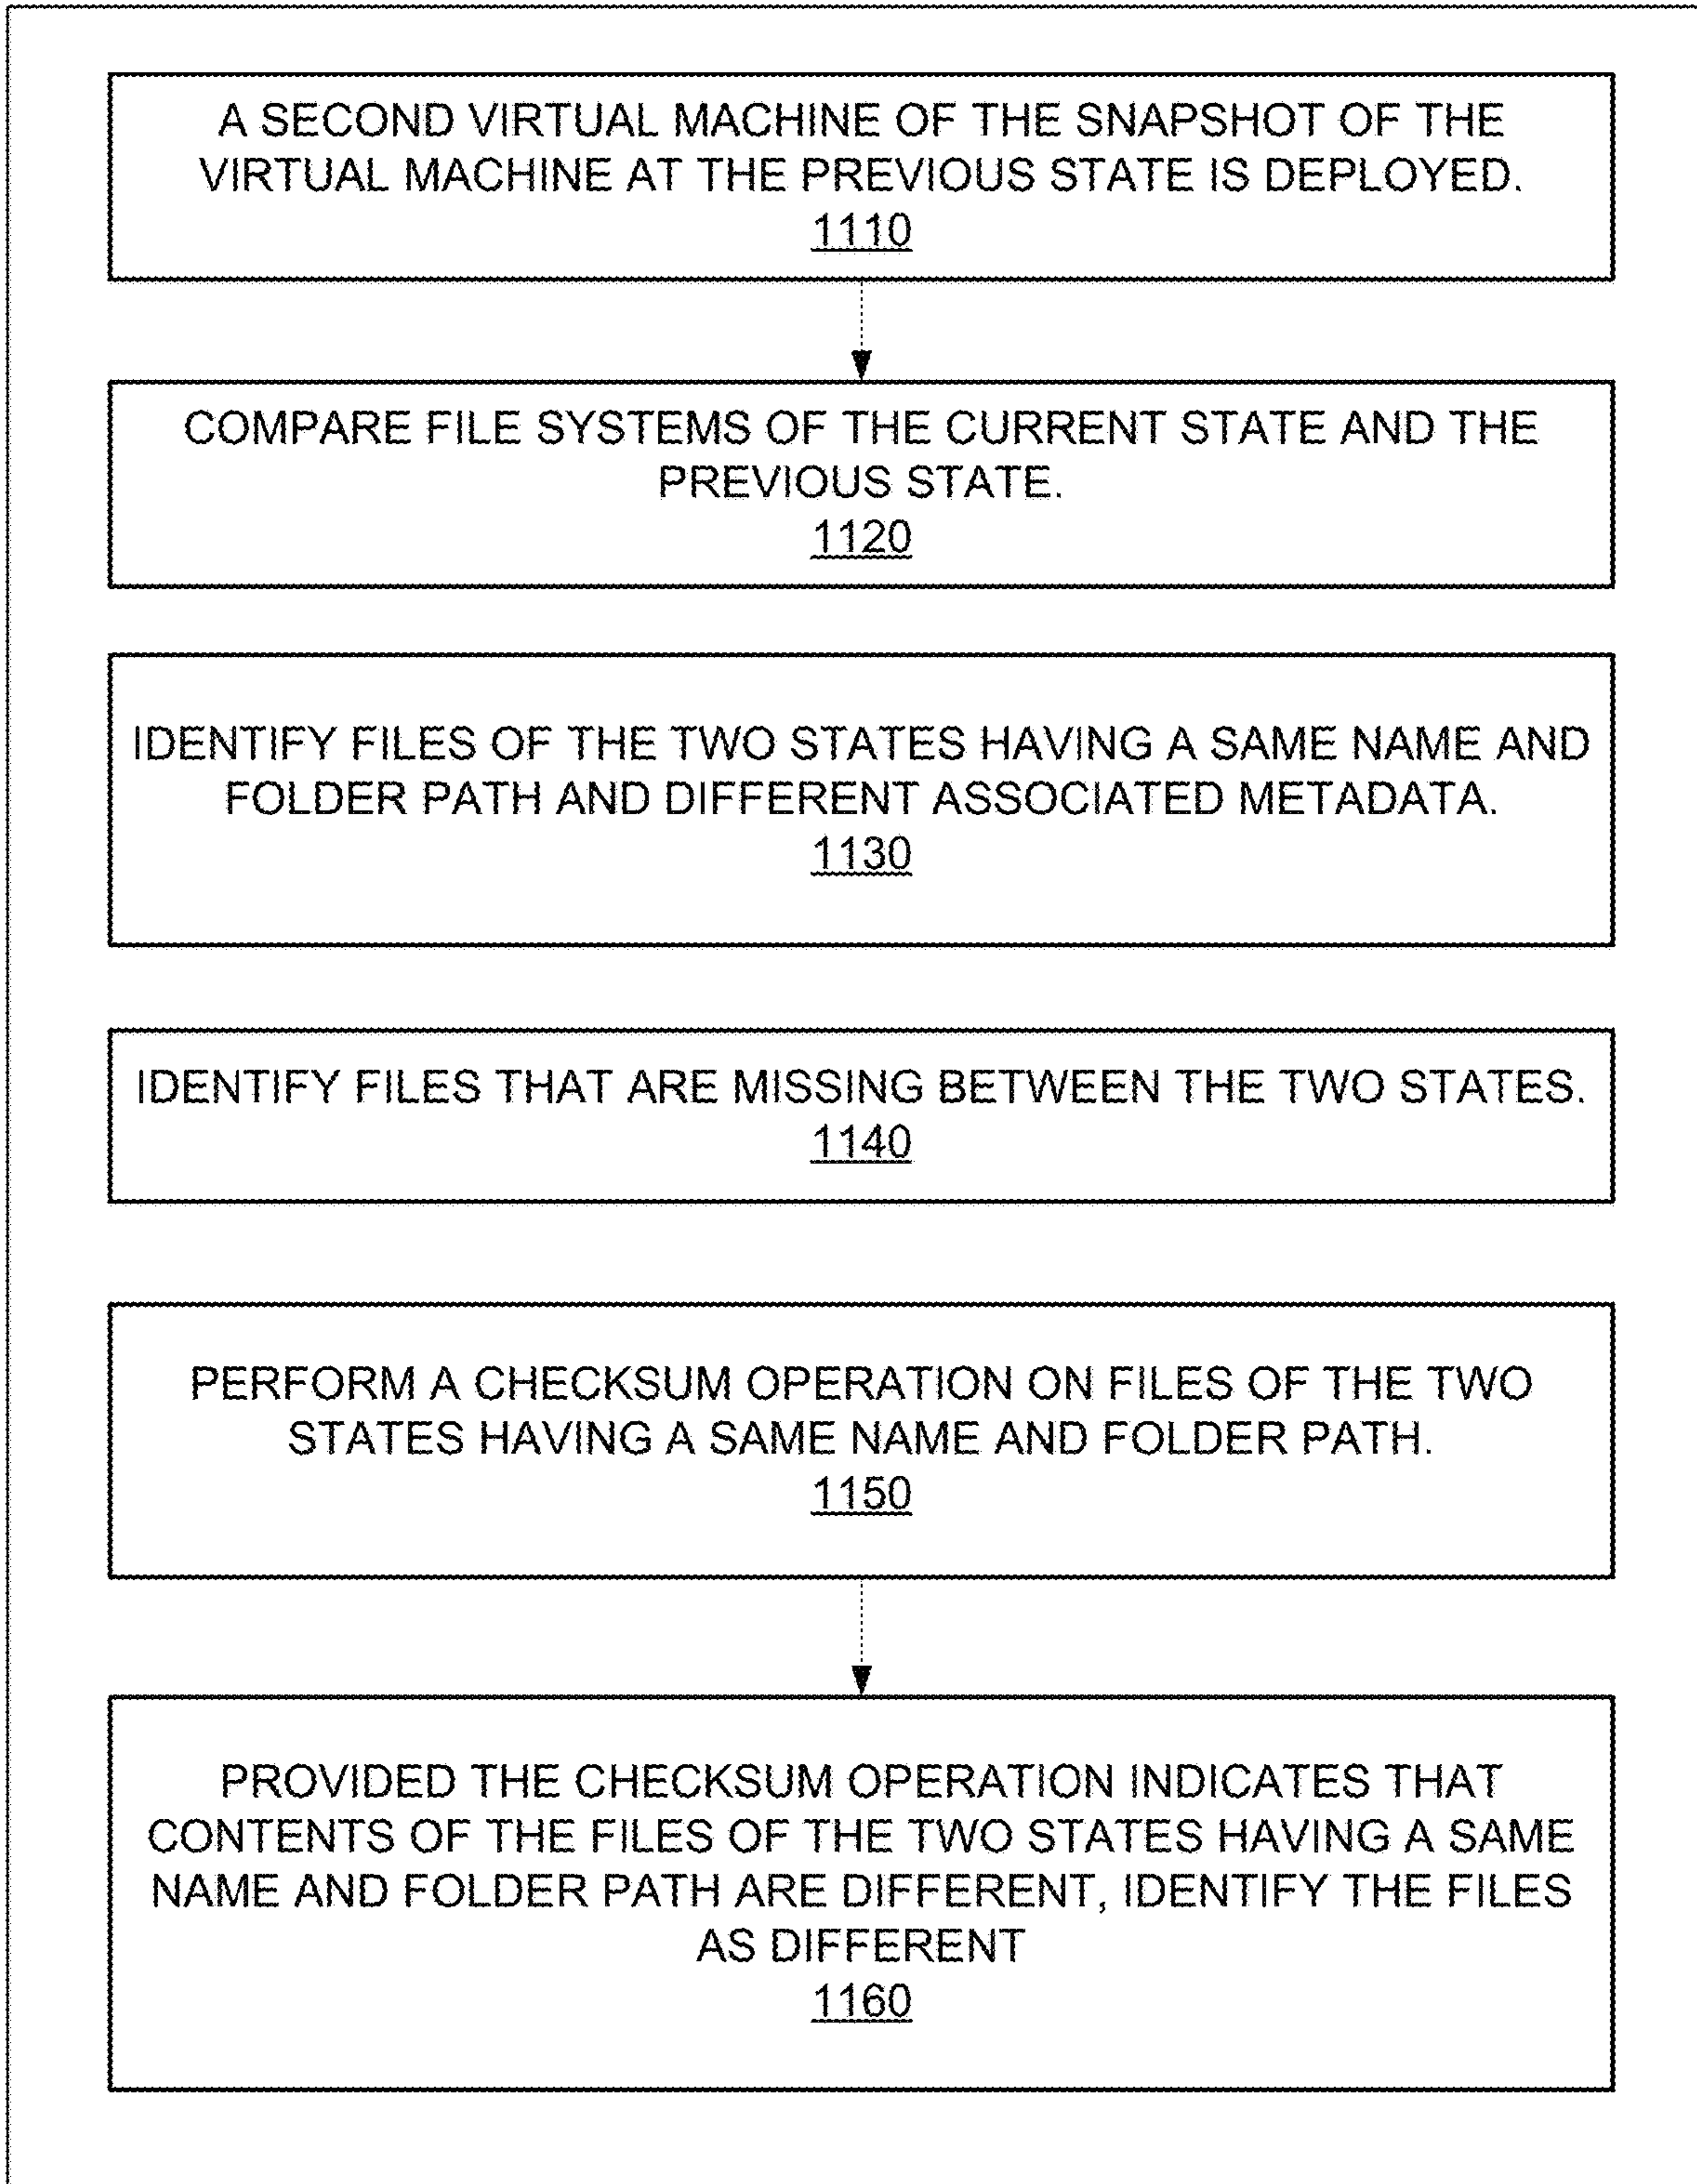 A SECOND VIRTUAL MACHINE OF THE SNAPSHOT OF THE
VIRTUAL MACHINE AT THE PREVIOUS STATE IS DEPLOYED.
1110
COMPARE FILE SYSTEMS OF THE CURRENT STATE AND THE
PREVIOUS STATE.
1120
IDENTIFY FILES OF THE TWO STATES HAVING A SAME NAME AND
FOLDER PATH AND DIFFERENT ASSOCIATED METADATA.
1130
IDENTIFY FILES THAT ARE MISSING BETWEEN THE TWO STATES.
1140
PERFORM A CHECKSUM OPERATION ON FILES OF THE TWO
STATES HAVING A SAME NAME AND FOLDER PATH.
1150
PROVIDED THE CHECKSUM OPERATION INDICATES THAT
CONTENTS OF THE FILES OF THE TWO STATES HAVING A SAME
NAME AND FOLDER PATH ARE DIFFERENT, IDENTIFY THE FILES
AS DIFFERENT
1160